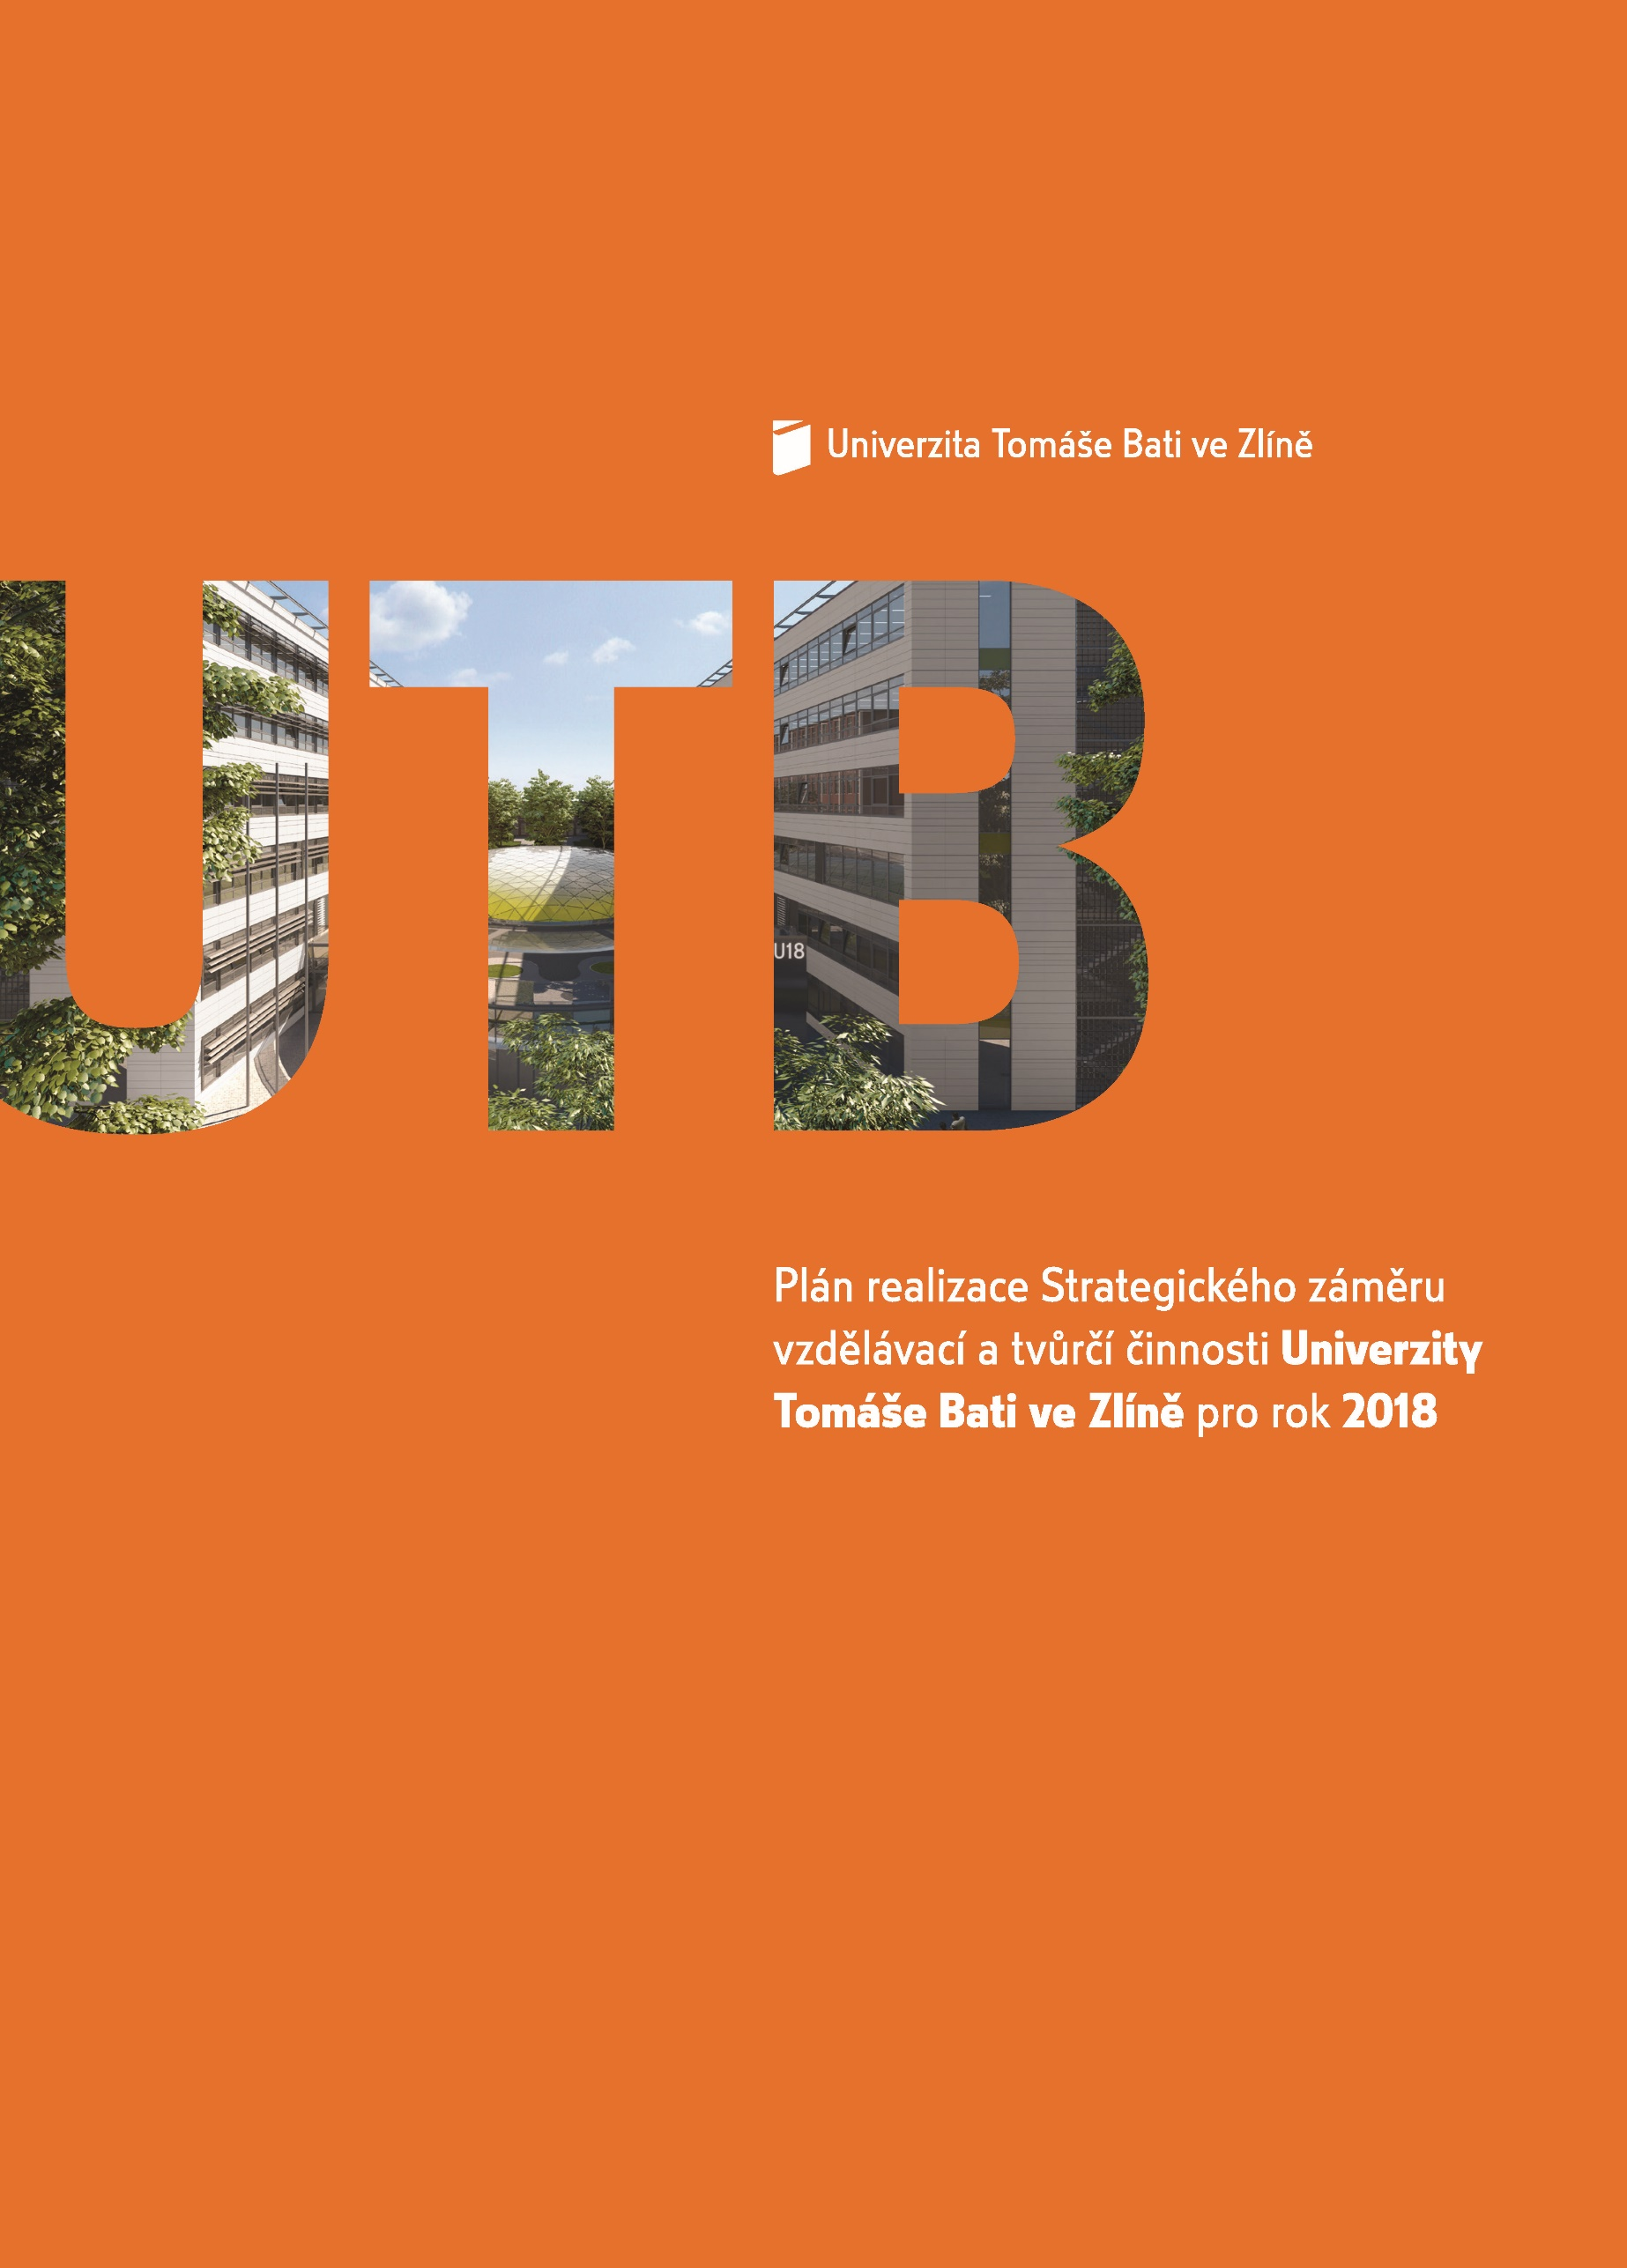 Univerzita Tomáše Bati ve Zlíně
UTB
U18
Plán realizace Strategického záměru
vzdělávací a tvůrčí činnosti Univerzity
Tomáše Bati ve Zlíně pro rok 2018